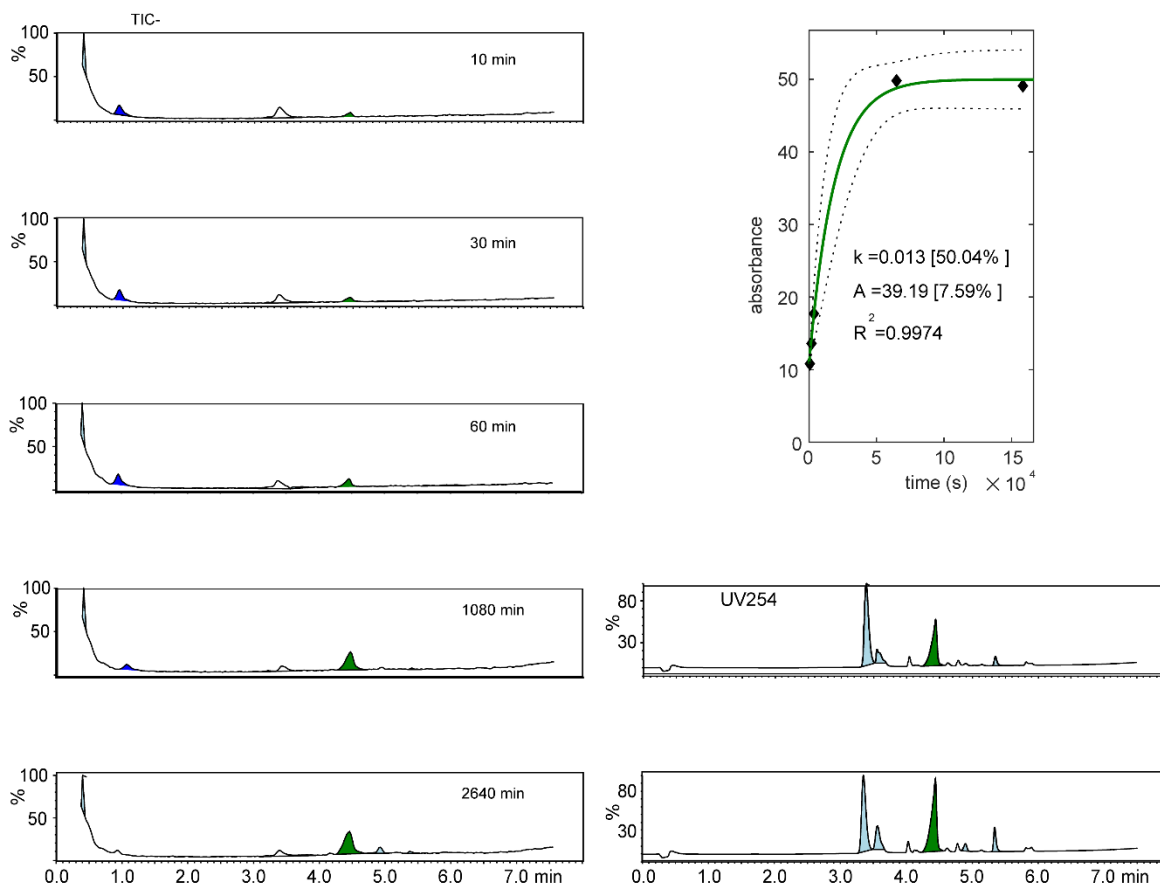 TIC-
100
50
%
10 min
100
50
%
30 min
100
50
%
60 min
100
50
%
1080 min
100
50
%
2640 min
0.0 1.0 2.0 3.0 4.0 5.0 6.0 7.0 min
50
40
30
20
10
0
absorbance
k =0.013 [50.04% ]
A =39.19 [7.59% ]
R2=0.9974
0 5 10 15
time (s) × 10 4
UV254
80
30
%
80
30
%
0.0 1.0 2.0 3.0 4.0 5.0 6.0 7.0 min